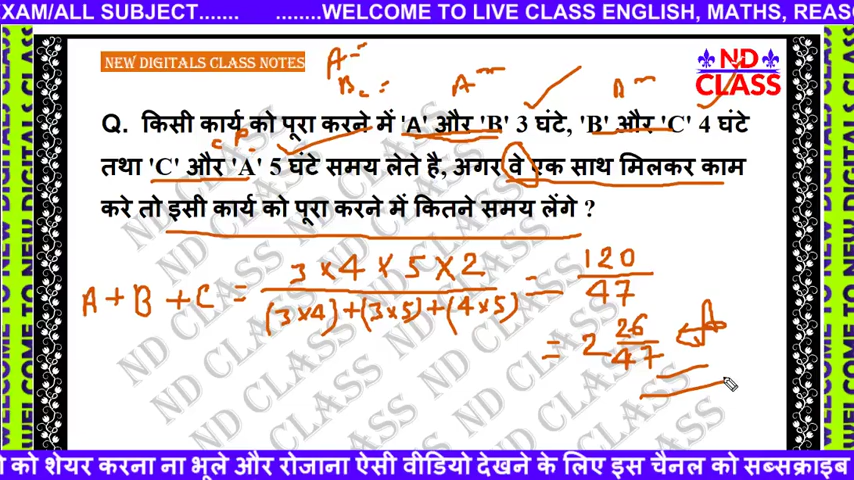 XAM/ALL SUBJECT....... ........WELCOME TO LIVE CLASS ENGLISH, MATHS, REASO
NEW DIGITALS CLASS NOTES
ND
CLASS
Q. किसी कार्य को पूरा करने में 'A' और 'B' 3 घंटे, 'B' और 'C' 4 घंटे
तथा 'C' और 'A' 5 घंटे समय लेते है, अगर वे एक साथ मिलकर काम
करे तो इसी कार्य को पूरा करने में कितने समय लेंगे ?
A + B + C = 3 × 4 × 5 × 2 / (3×4) + (3×5) + (4×5) = 120 / 47
= 2 26/47
ो को शेयर करना ना भूले और रोजाना ऐसी वीडियो देखने के लिए इस चैनल को सब्सक्राइब